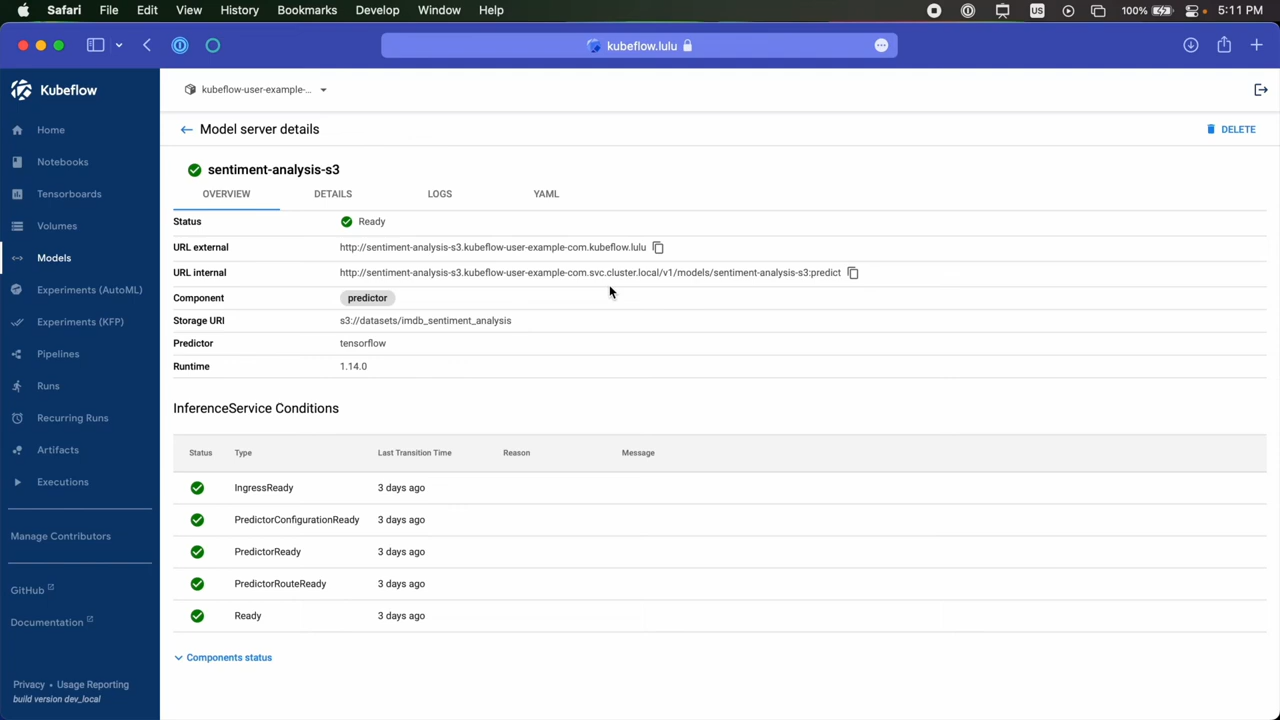 Safari File Edit View History Bookmarks Develop Window Help US 100% 5:11 PM
kubeflow.lulu
Kubeflow
kubeflow-user-example-...
Home
Notebooks
Tensorboards
Volumes
Models
Experiments (AutoML)
Experiments (KFP)
Pipelines
Runs
Recurring Runs
Artifacts
Executions
Manage Contributors
GitHub
Documentation
Privacy • Usage Reporting
build version dev_local
Model server details DELETE
sentiment-analysis-s3
OVERVIEW DETAILS LOGS YAML
Status Ready
URL external http://sentiment-analysis-s3.kubeflow-user-example-com.kubeflow.lulu
URL internal http://sentiment-analysis-s3.kubeflow-user-example-com.svc.cluster.local/v1/models/sentiment-analysis-s3:predict
Component predictor
Storage URI s3://datasets/imdb_sentiment_analysis
Predictor tensorflow
Runtime 1.14.0
InferenceService Conditions
Status Type Last Transition Time Reason Message
IngressReady 3 days ago
PredictorConfigurationReady 3 days ago
PredictorReady 3 days ago
PredictorRouteReady 3 days ago
Ready 3 days ago
Components status